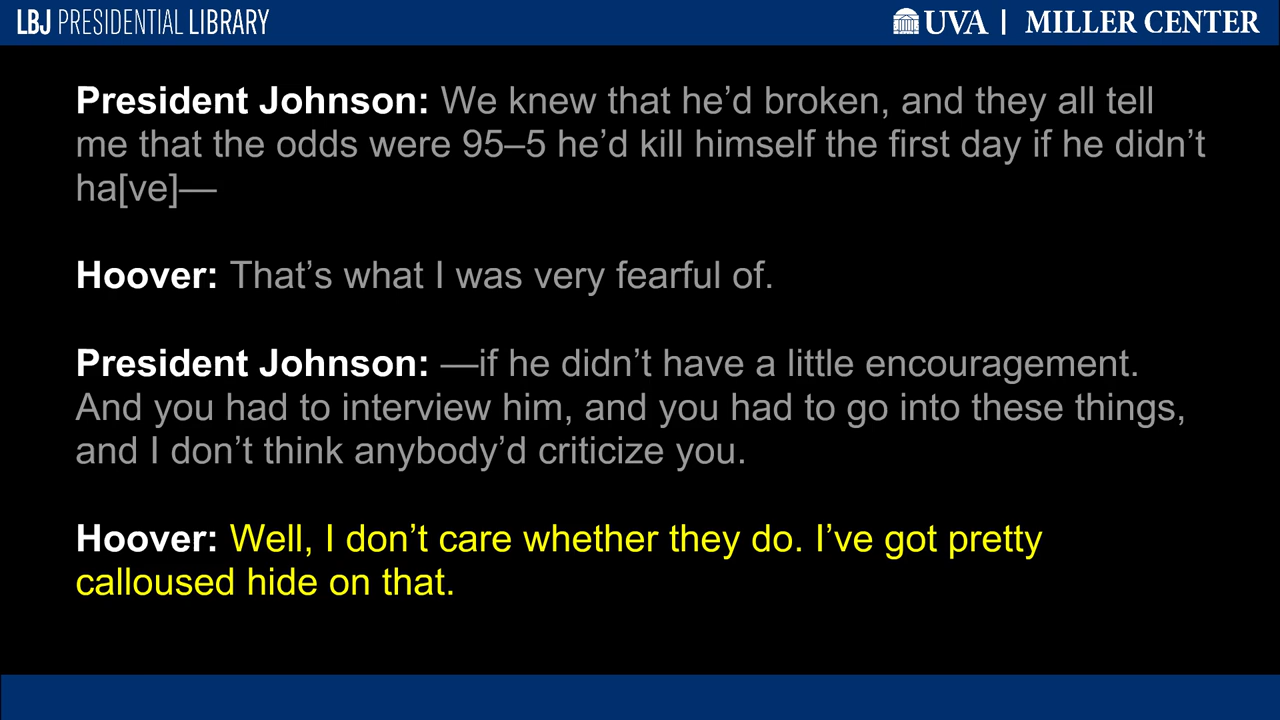 LBJ PRESIDENTIAL LIBRARY
UVA | MILLER CENTER
President Johnson: We knew that he’d broken, and they all tell
me that the odds were 95–5 he’d kill himself the first day if he didn’t
ha[ve]—
Hoover: That’s what I was very fearful of.
President Johnson: —if he didn’t have a little encouragement.
And you had to interview him, and you had to go into these things,
and I don’t think anybody’d criticize you.
Hoover: Well, I don’t care whether they do. I’ve got pretty
calloused hide on that.